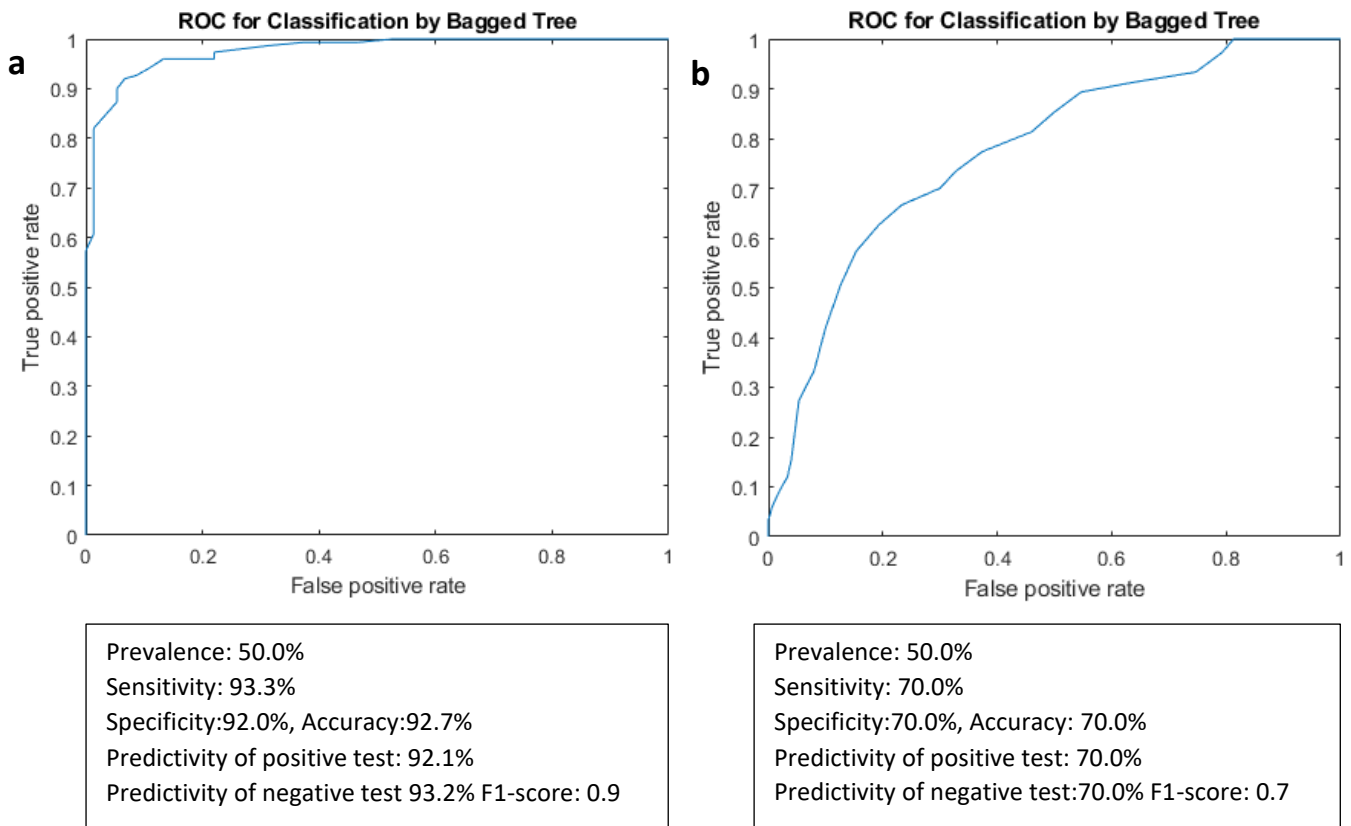 a
ROC for Classification by Bagged Tree
1
0.9
0.8
0.7
0.6
0.5
0.4
0.3
0.2
0.1
0
True positive rate
0 0.2 0.4 0.6 0.8 1
False positive rate
Prevalence: 50.0%
Sensitivity: 93.3%
Specificity:92.0%, Accuracy:92.7%
Predictivity of positive test: 92.1%
Predictivity of negative test 93.2% F1-score: 0.9
b
ROC for Classification by Bagged Tree
1
0.9
0.8
0.7
0.6
0.5
0.4
0.3
0.2
0.1
0
True positive rate
0 0.2 0.4 0.6 0.8 1
False positive rate
Prevalence: 50.0%
Sensitivity: 70.0%
Specificity:70.0%, Accuracy: 70.0%
Predictivity of positive test: 70.0%
Predictivity of negative test:70.0% F1-score: 0.7